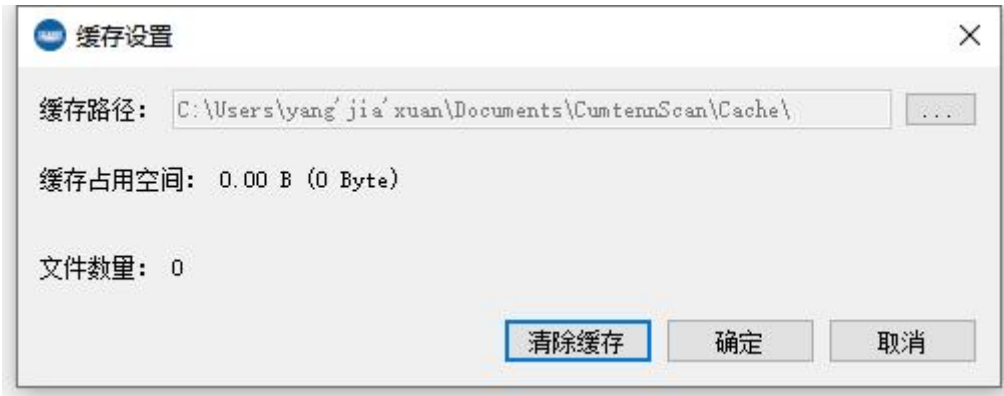 缓存设置
缓存路径： C:\Users\yang'jia'xuan\Documents\CumtennScan\Cache\ ...
缓存占用空间： 0.00 B (0 Byte)
文件数量： 0
清除缓存 确定 取消